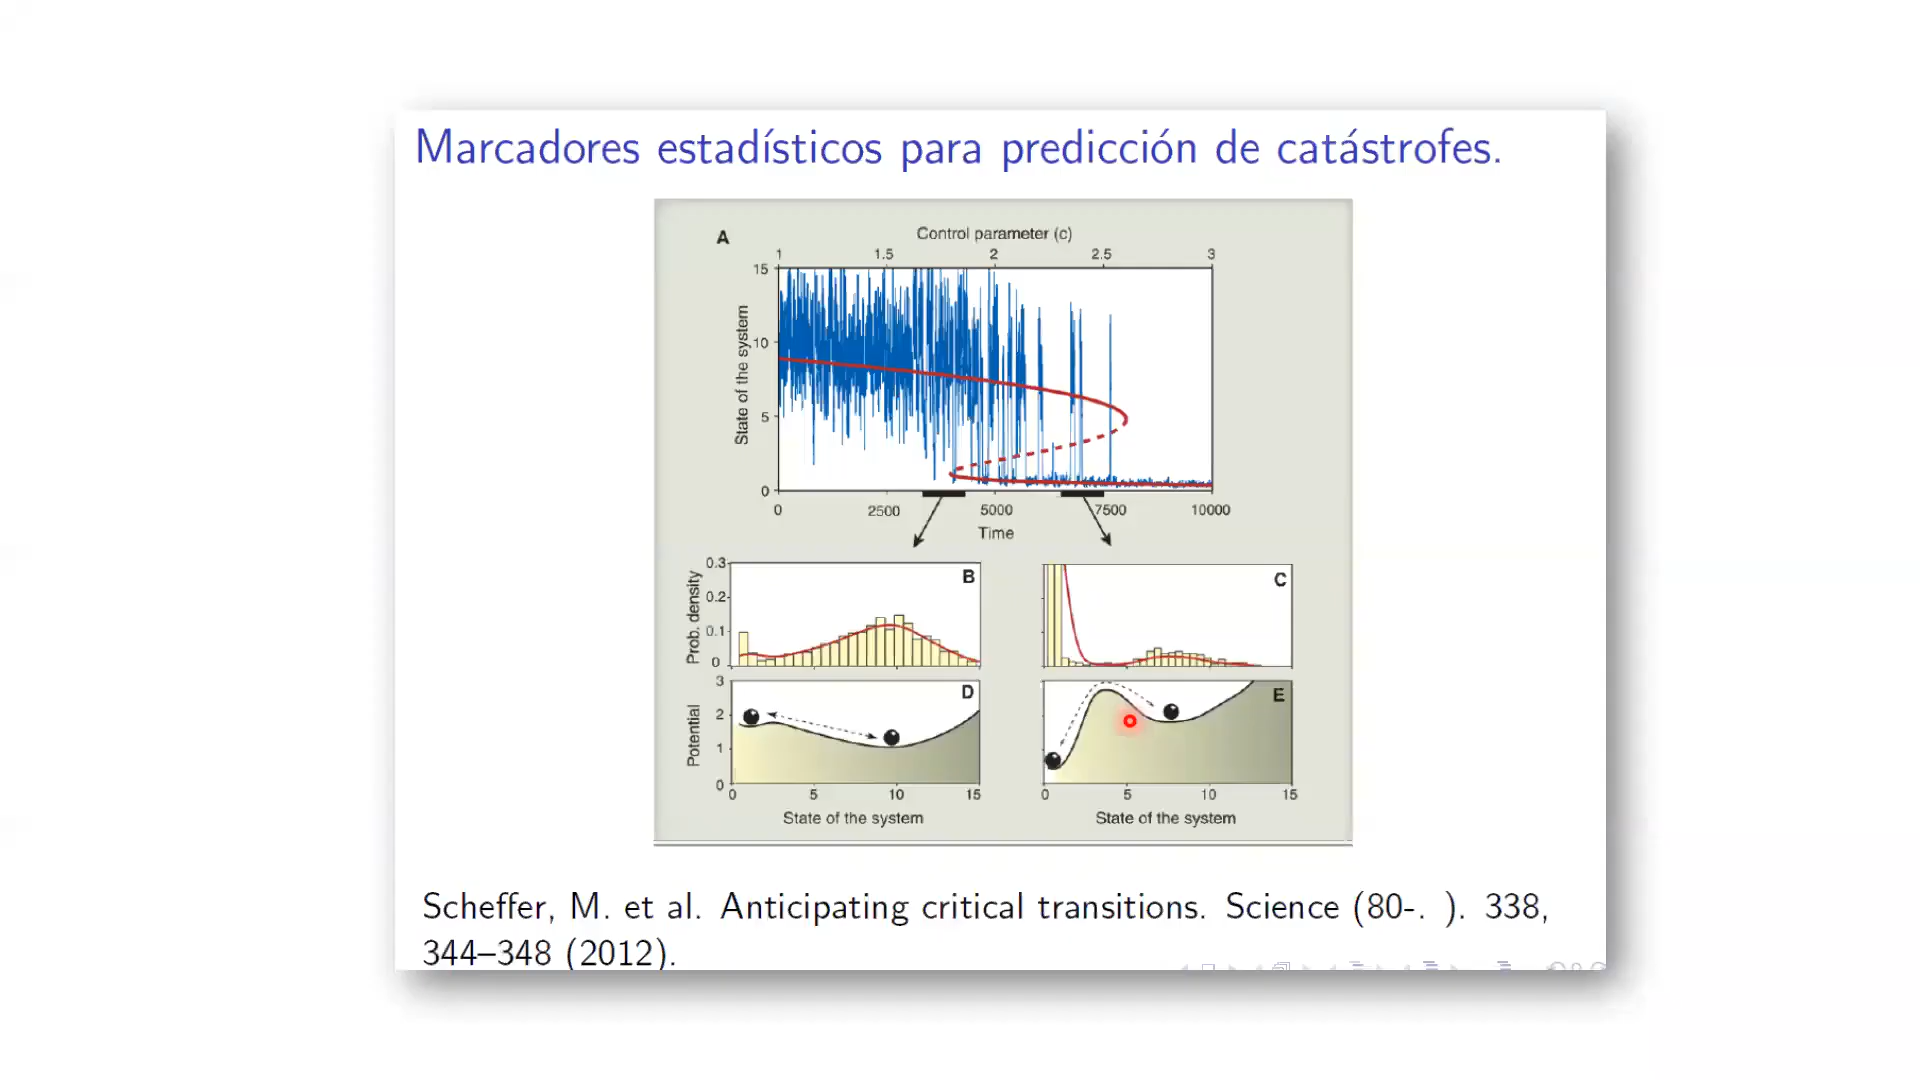 Marcadores estadísticos para predicción de catástrofes.
A
Control parameter (c)
1 1.5 2 2.5 3
State of the system
15
10
5
0
0 2500 5000 7500 10000
Time
B
Prob. density
0.3
0.2
0.1
0
C
D
Potential
3
2
1
0
0 5 10 15
State of the system
E
0 5 10 15
State of the system
Scheffer, M. et al. Anticipating critical transitions. Science (80-. ). 338,
344–348 (2012).